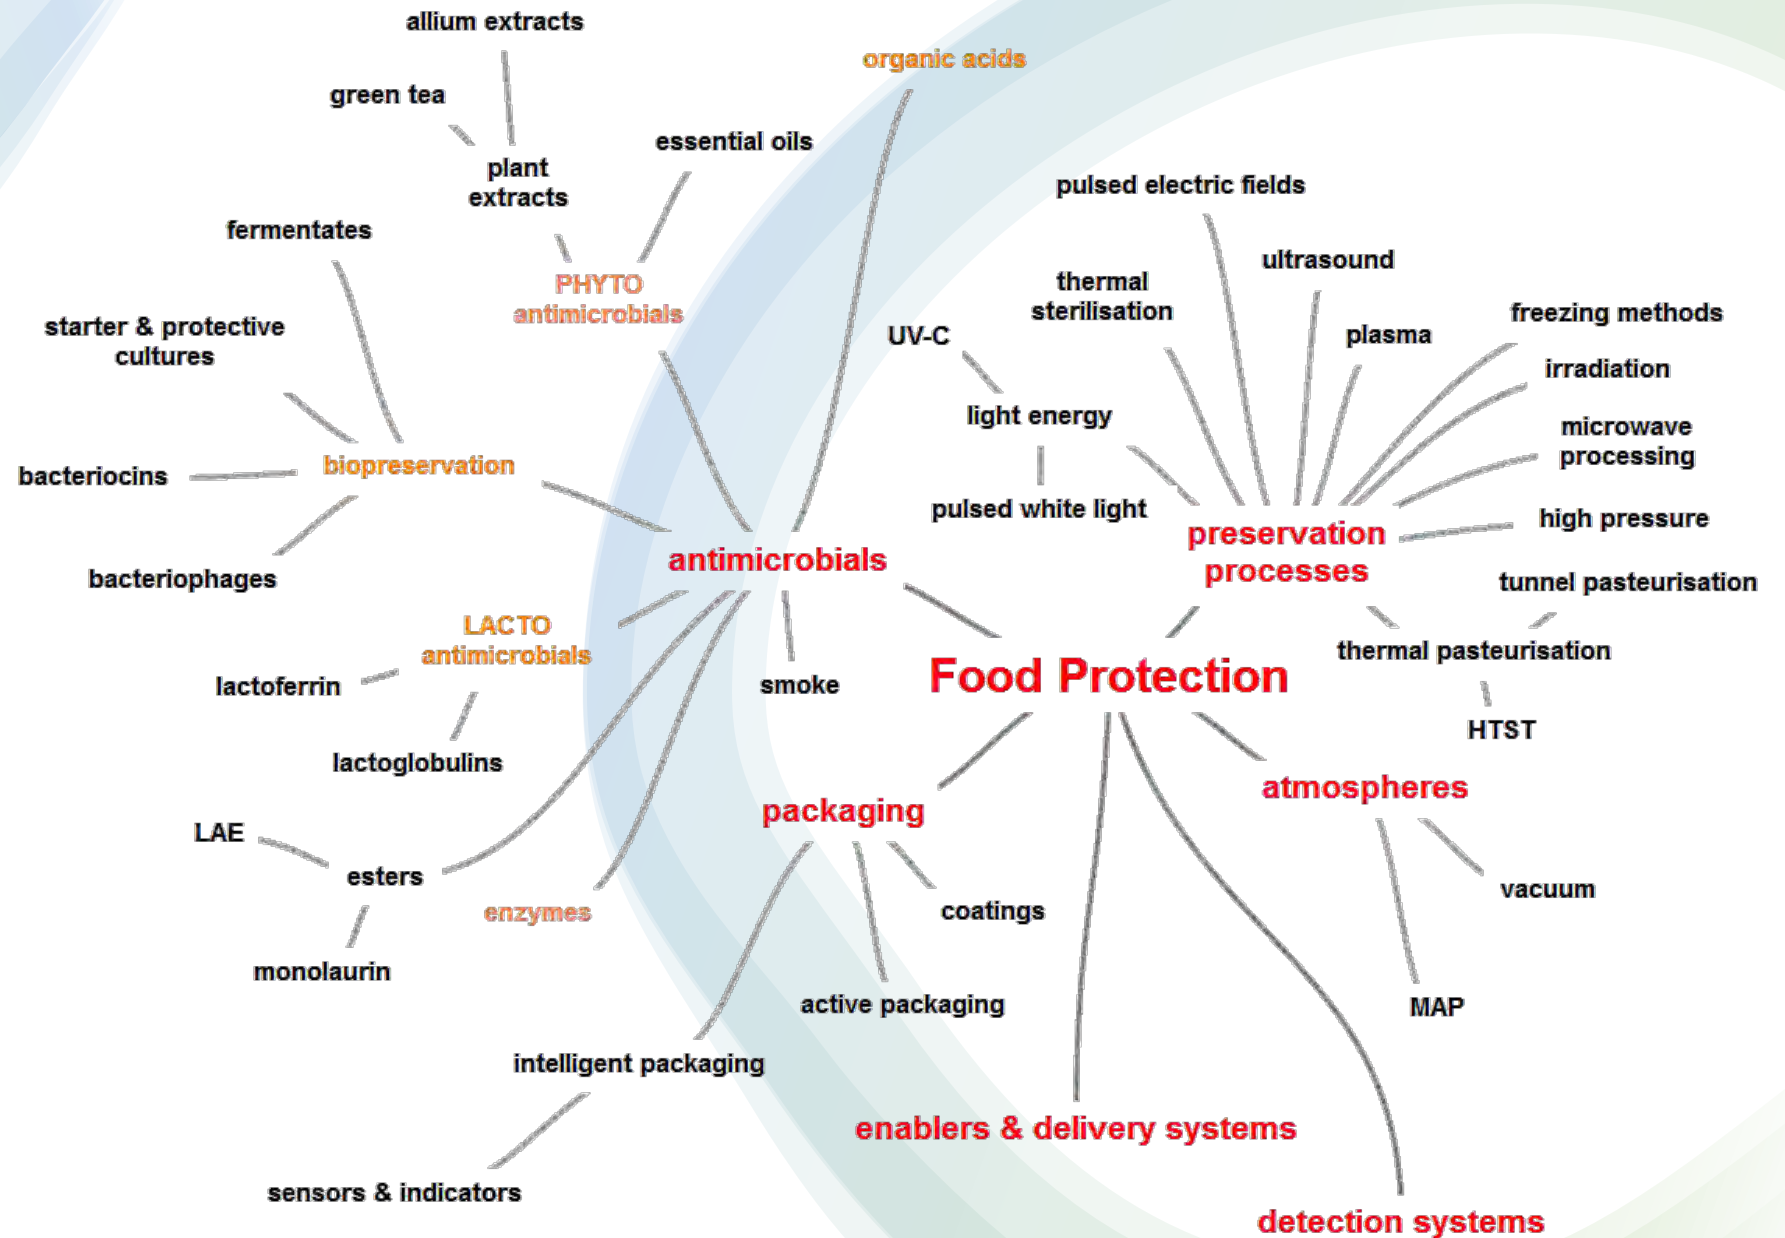 allium extracts
organic acids
green tea
essential oils
plant
extracts
pulsed electric fields
fermentates
ultrasound
thermal
sterilisation
PHYTO
antimicrobials
freezing methods
starter & protective
cultures
UV-C
plasma
irradiation
light energy
microwave
processing
biopreservation
bacteriocins
pulsed white light
high pressure
preservation
processes
antimicrobials
bacteriophages
tunnel pasteurisation
LACTO
antimicrobials
thermal pasteurisation
Food Protection
lactoferrin
smoke
HTST
lactoglobulins
atmospheres
packaging
LAE
esters
vacuum
enzymes
coatings
monolaurin
active packaging
MAP
intelligent packaging
enablers & delivery systems
sensors & indicators
detection systems